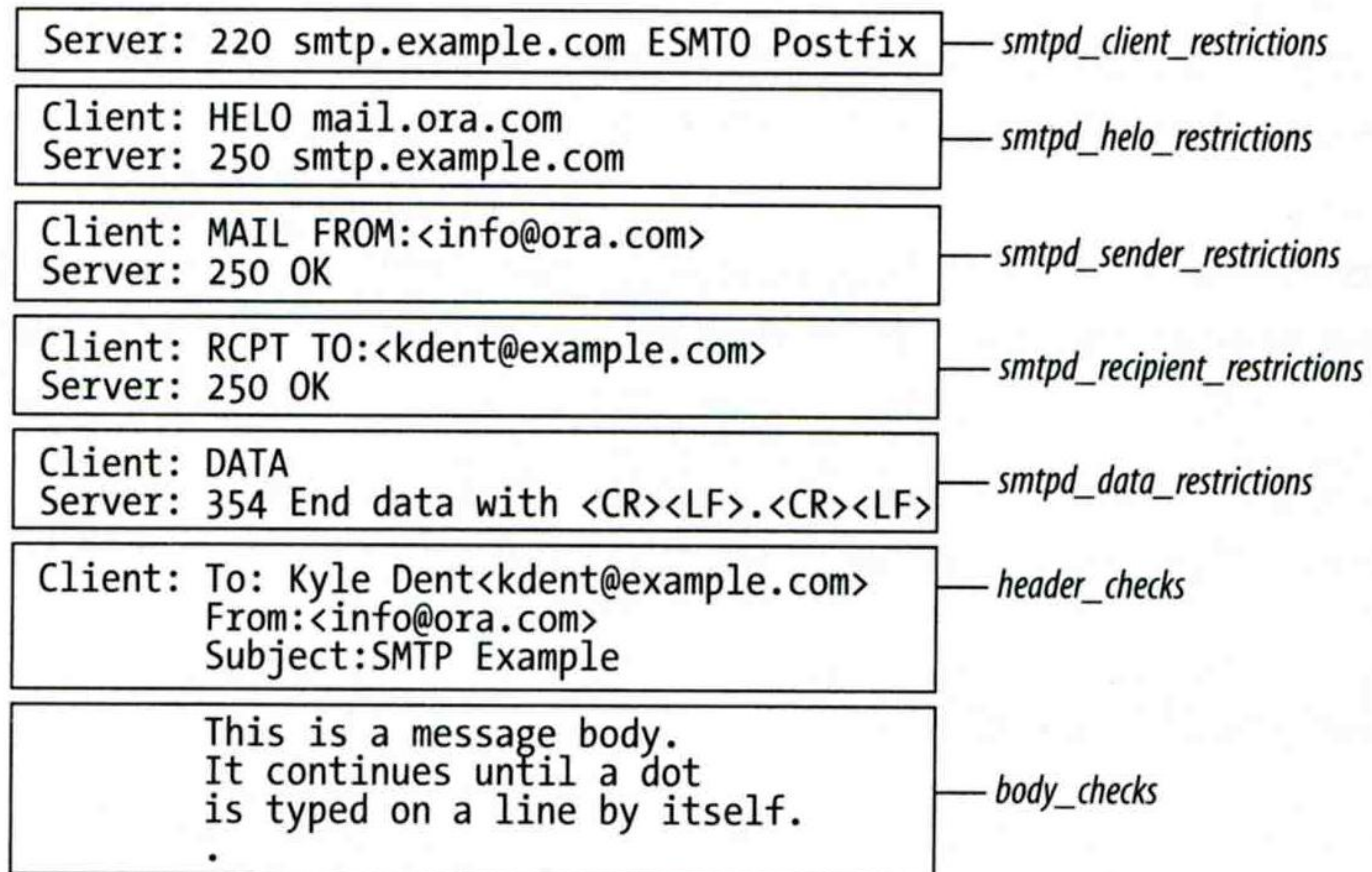 Server: 220 smtp.example.com ESMTO Postfix
smtpd_client_restrictions
Client: HELO mail.ora.com
Server: 250 smtp.example.com
smtpd_helo_restrictions
Client: MAIL FROM:<info@ora.com>
Server: 250 OK
smtpd_sender_restrictions
Client: RCPT TO:<kdent@example.com>
Server: 250 OK
smtpd_recipient_restrictions
Client: DATA
Server: 354 End data with <CR><LF>.<CR><LF>
smtpd_data_restrictions
Client: To: Kyle Dent<kdent@example.com>
From:<info@ora.com>
Subject:SMTP Example
header_checks
This is a message body.
It continues until a dot
is typed on a line by itself.
.
body_checks